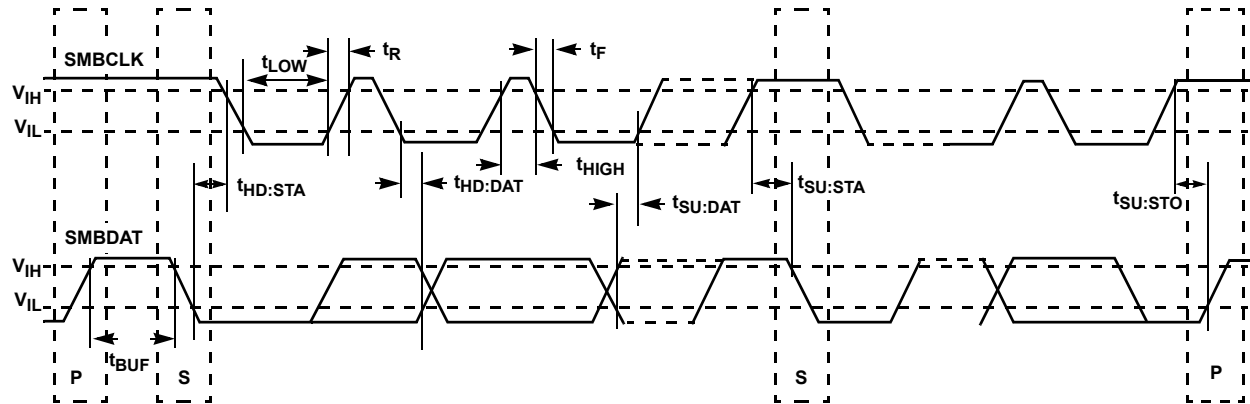 SMBCLK
tLOW
tR
tF
VIH
VIL
tHD:STA
tHD:DAT
tHIGH
tSU:DAT
tSU:STA
tSU:STO
SMBDAT
VIH
VIL
tBUF
P
S
S
P